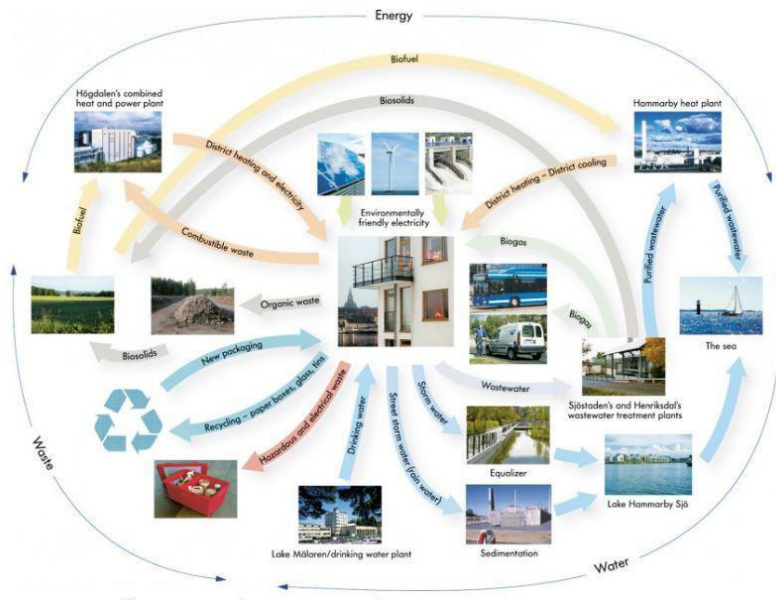 Energy
Högdalen's combined
heat and power plant
Biofuel
Hammarby heat plant
Biosolids
District heating and electricity
District heating – District cooling
Environmentally
friendly electricity
Biofuel
Combustible waste
Biogas
Purified wastewater
Purified wastewater
Organic waste
Biogas
The sea
Biosolids
New packaging
Wastewater
Sjöstaden's and Henriksdal's
wastewater treatment plants
Recycling – paper boxes, glass, tins
Hazardous and electrical waste
Drinking water
Street storm water (rain water)
Storm water
Waste
Equalizer
Lake Hammarby Sjö
Lake Mälaren/drinking water plant
Sedimentation
Water